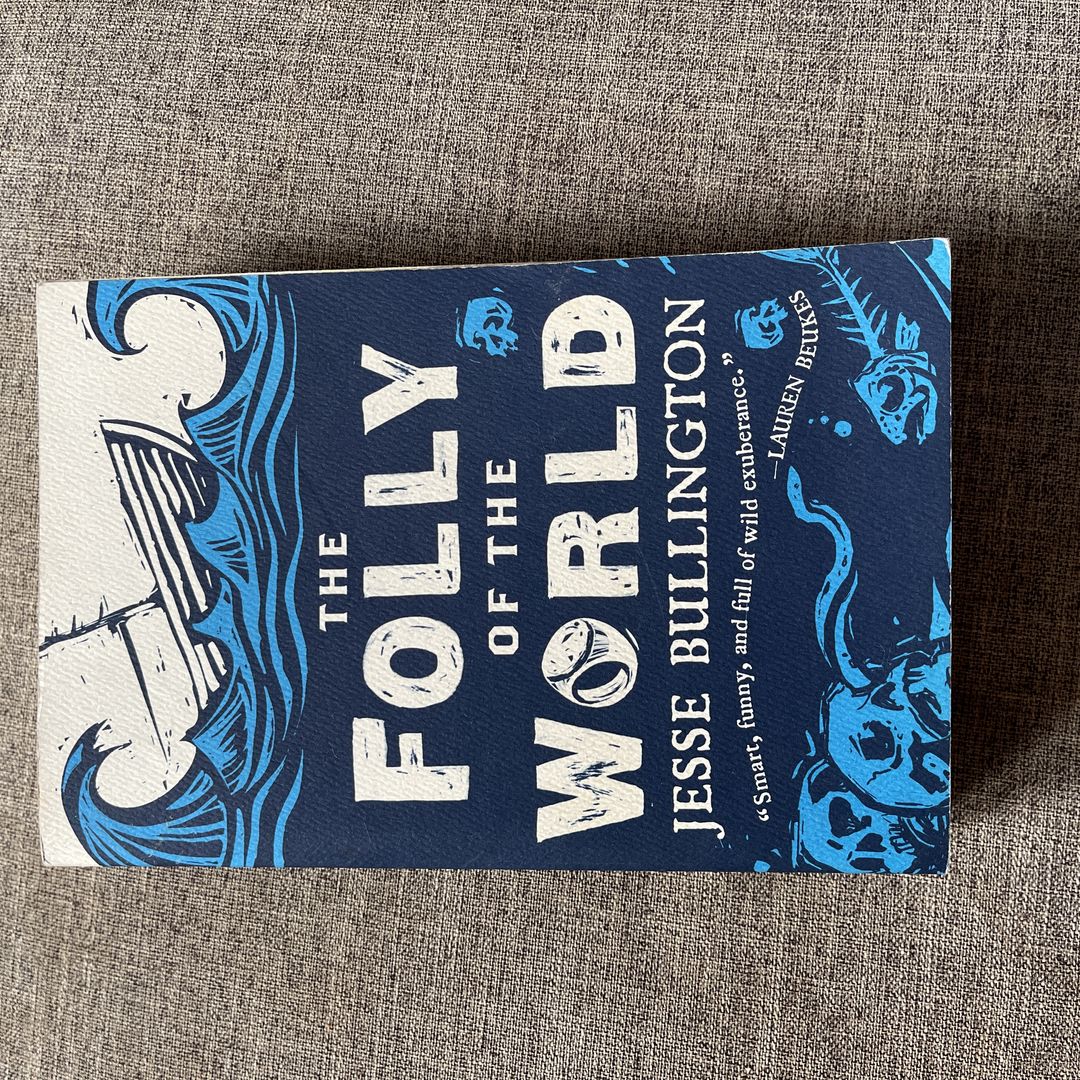 THE
FOLLY
OF THE
WORLD
JESSE BULLINGTON
“Smart, funny, and full of wild exuberance.”
—LAUREN BEUKES